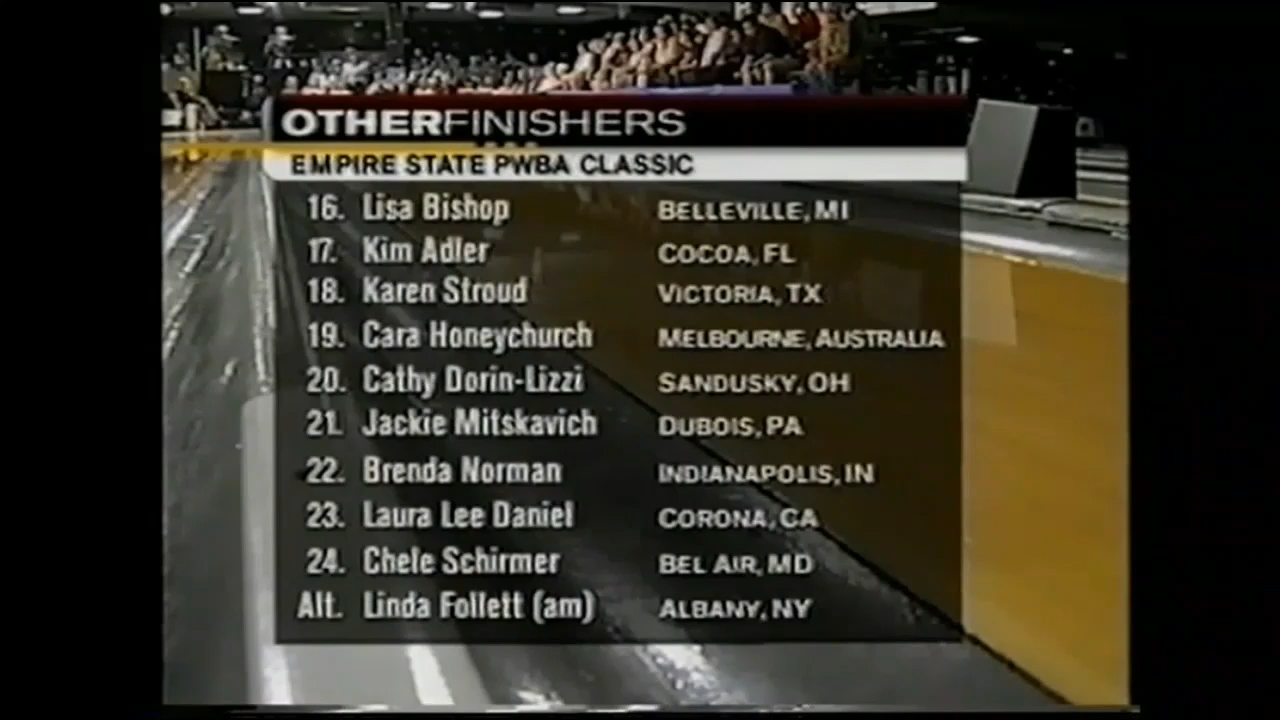 OTHERFINISHERS
EMPIRE STATE PWBA CLASSIC
16. Lisa Bishop BELLEVILLE, MI
17. Kim Adler COCOA, FL
18. Karen Stroud VICTORIA, TX
19. Cara Honeychurch MELBOURNE, AUSTRALIA
20. Cathy Dorin-Lizzi SANDUSKY, OH
21. Jackie Mitskavich DUBOIS, PA
22. Brenda Norman INDIANAPOLIS, IN
23. Laura Lee Daniel CORONA, CA
24. Chele Schirmer BEL AIR, MD
Alt. Linda Follett (am) ALBANY, NY